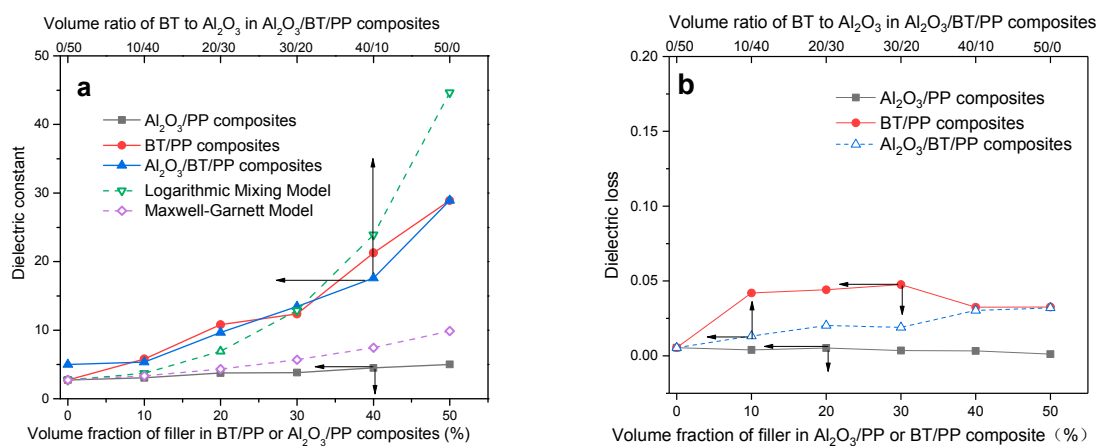 Volume ratio of BT to Al₂O₃ in Al₂O₃/BT/PP composites
0/50 10/40 20/30 30/20 40/10 50/0
a
50
40
30
20
10
0
Dielectric constant
Al₂O₃/PP composites
BT/PP composites
Al₂O₃/BT/PP composites
Logarithmic Mixing Model
Maxwell-Garnett Model
0 10 20 30 40 50
Volume fraction of filler in BT/PP or Al₂O₃/PP composites (%)
Volume ratio of BT to Al₂O₃ in Al₂O₃/BT/PP composites
0/50 10/40 20/30 30/20 40/10 50/0
b
0.20
0.15
0.10
0.05
0.00
Dielectric loss
Al₂O₃/PP composites
BT/PP composites
Al₂O₃/BT/PP composites
0 10 20 30 40 50
Volume fraction of filler in Al₂O₃/PP or BT/PP composite（%）